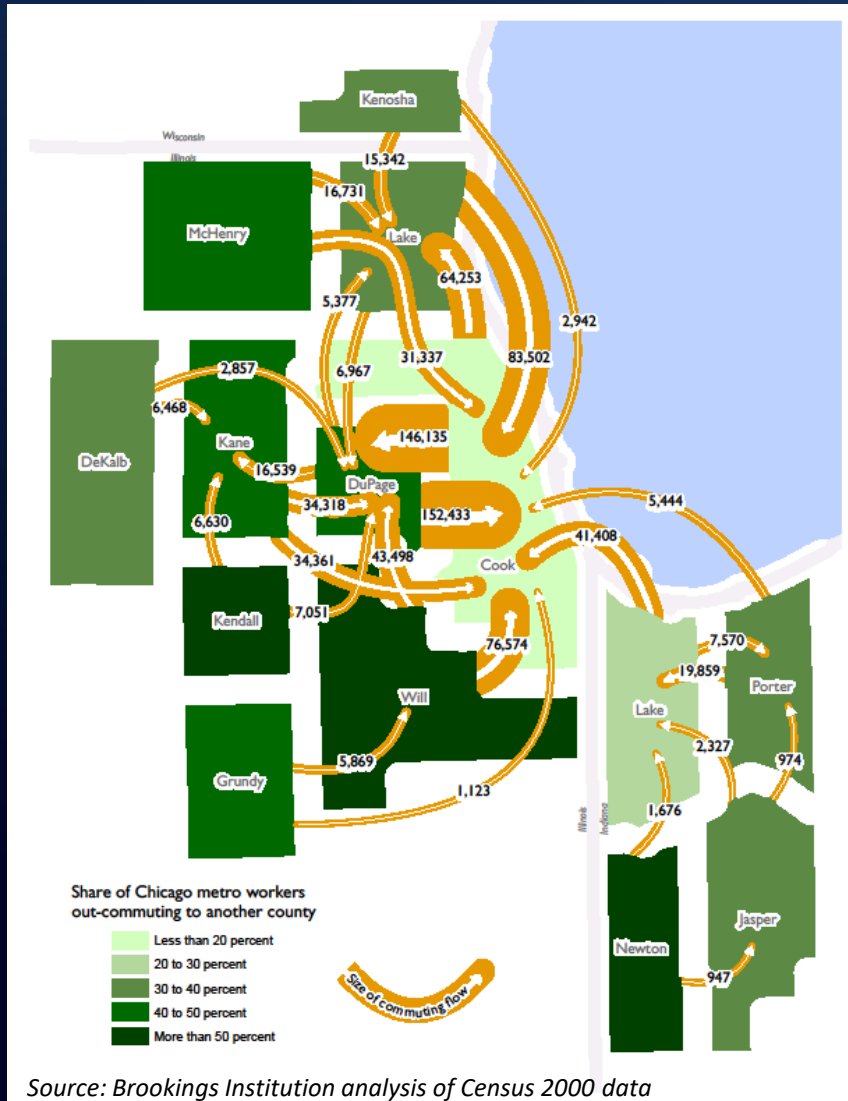 Kenosha
Wisconsin
Illinois
15,342
16,731
McHenry
Lake
64,253
5,377
2,942
31,337
83,502
2,857
6,967
6,468
Kane
146,135
DeKalb
16,539
DuPage
34,318
152,433
5,444
6,630
41,408
34,361
43,498
Cook
Kendall
7,051
76,574
7,570
19,859
Porter
Will
Lake
2,327
974
5,869
Grundy
1,123
1,676
Illinois
Indiana
Share of Chicago metro workers
out-commuting to another county
Less than 20 percent
20 to 30 percent
30 to 40 percent
40 to 50 percent
More than 50 percent
Size of commuting flow
Jasper
Newton
947
Source: Brookings Institution analysis of Census 2000 data